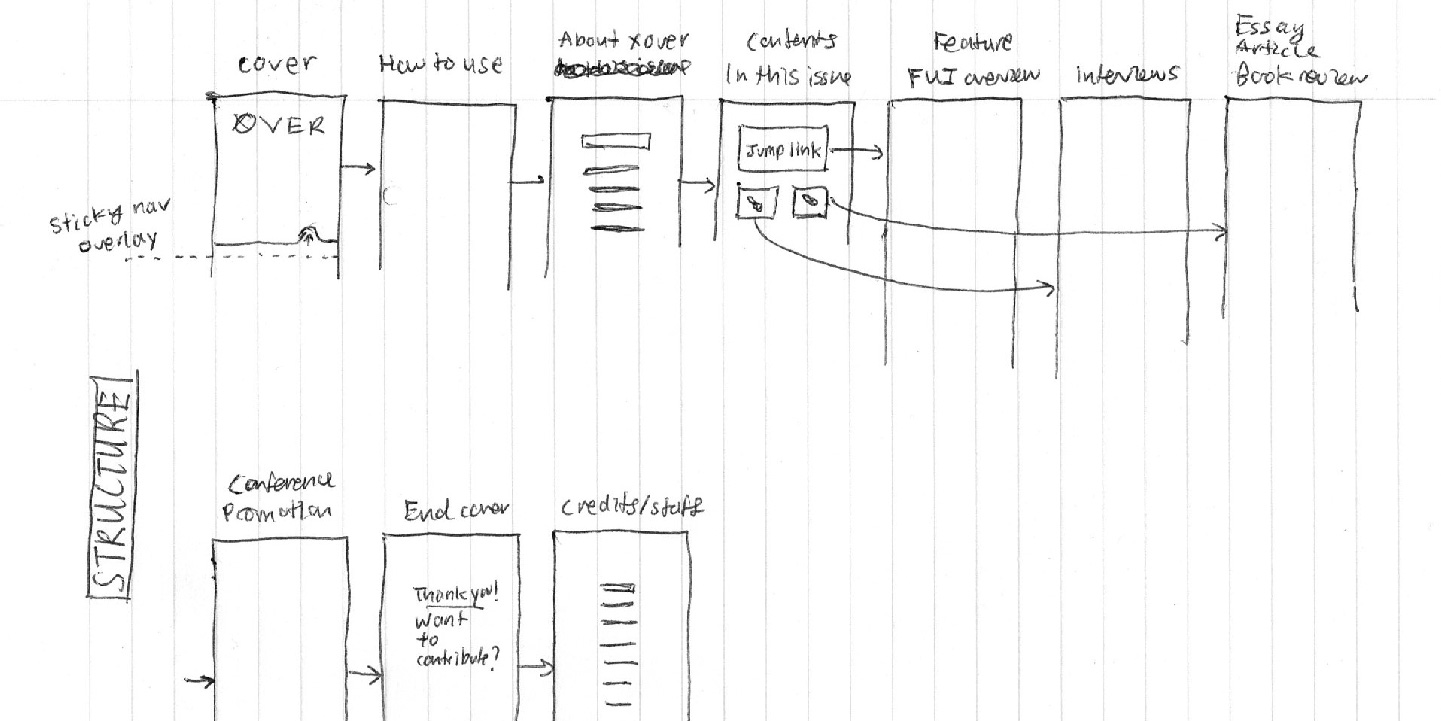 cover
How to use
About xover
Contents
In this issue
Feature
FUI overview
interviews
Essay
Article
Book review
XOVER
Jump link
Sticky nav
overlay
STRUCTURE
Conference
Promotion
End cover
Credits/staff
Thank you!
Want
to
contribute?